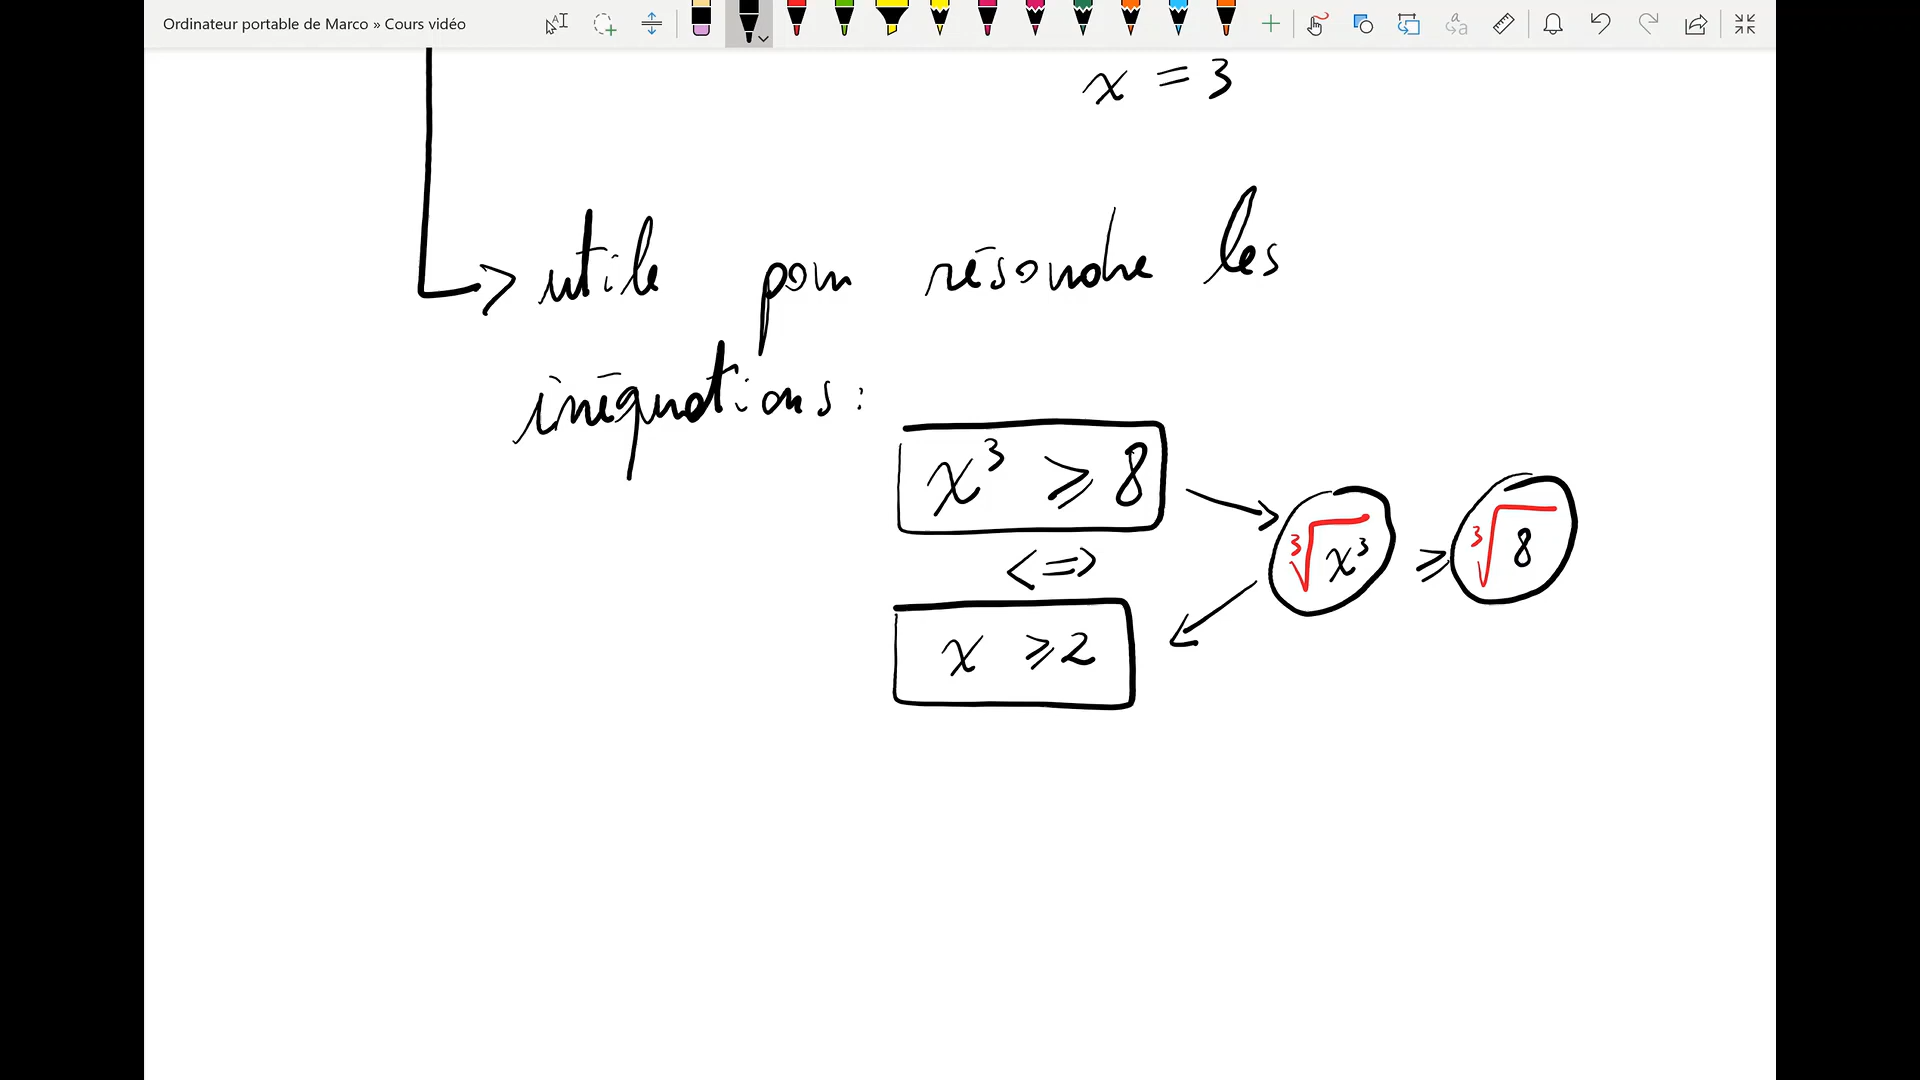 Ordinateur portable de Marco » Cours vidéo
x = 3
utile pour résoudre les
inéquations :
x³ ⩾ 8
∛x³ ⩾ ∛8
<=>
x ⩾ 2